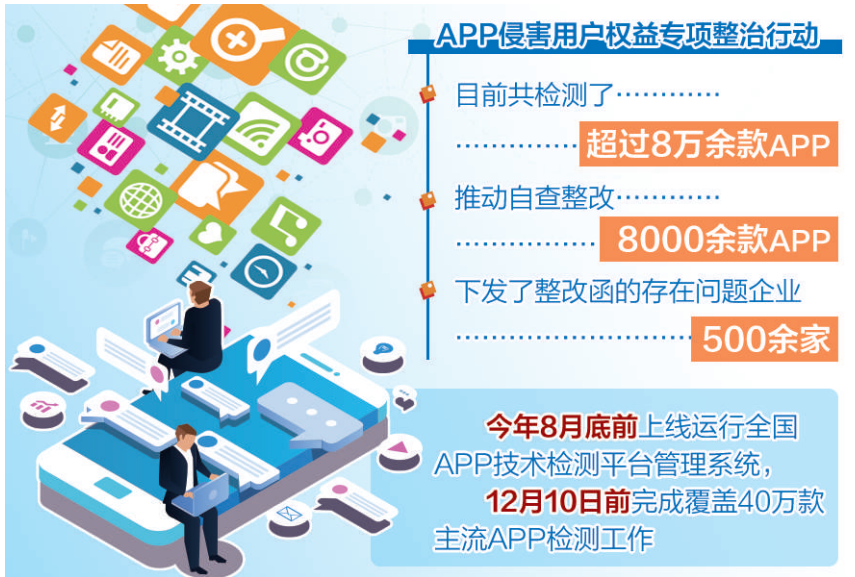 APP侵害用户权益专项整治行动
目前共检测了…………
……………超过8万余款APP
推动自查整改…………
……………8000余款APP
下发了整改函的存在问题企业
………………………500余家
今年8月底前上线运行全国
APP技术检测平台管理系统，
12月10日前完成覆盖40万款
主流APP检测工作